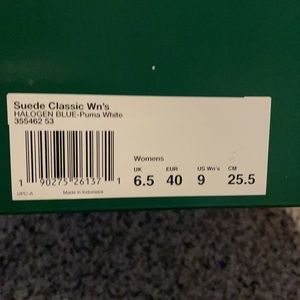 Suede Classic Wn's
HALOGEN BLUE-Puma White
355462 53
Womens
UK EUR US Wn's CM
6.5 40 9 25.5
1 90275 26137 1
UPC-A Made in Indonesia